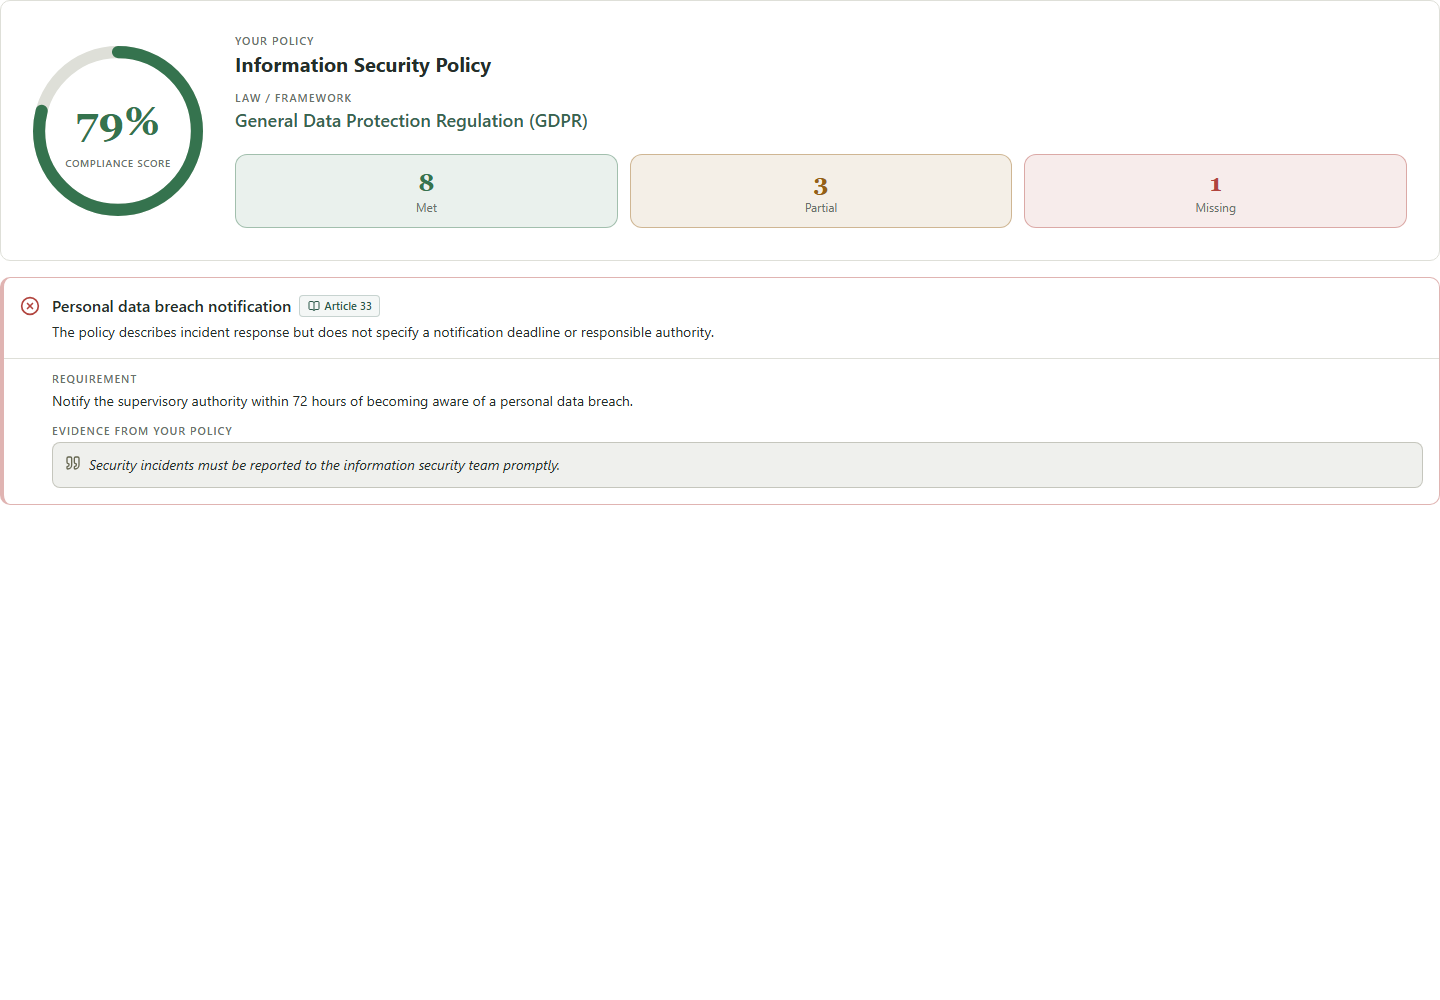 79%
COMPLIANCE SCORE
YOUR POLICY
Information Security Policy
LAW / FRAMEWORK
General Data Protection Regulation (GDPR)
8
Met
3
Partial
1
Missing
Personal data breach notification Article 33
The policy describes incident response but does not specify a notification deadline or responsible authority.
REQUIREMENT
Notify the supervisory authority within 72 hours of becoming aware of a personal data breach.
EVIDENCE FROM YOUR POLICY
Security incidents must be reported to the information security team promptly.